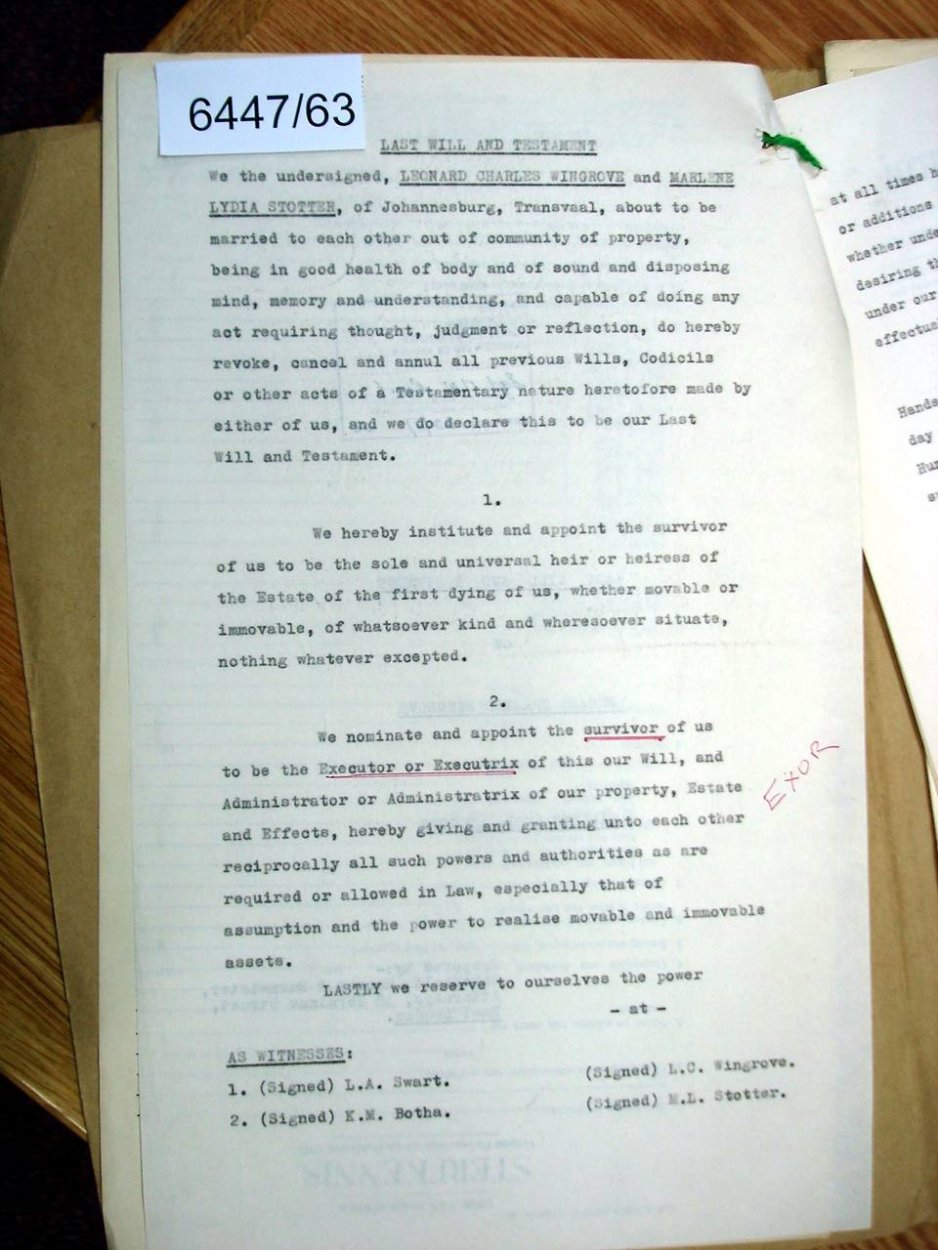 6447/63
LAST WILL AND TESTAMENT
We the undersigned, LEONARD CHARLES WINGROVE and MARLENE
LYDIA STOTTER, of Johannesburg, Transvaal, about to be
married to each other out of community of property,
being in good health of body and of sound and disposing
mind, memory and understanding, and capable of doing any
act requiring thought, judgment or reflection, do hereby
revoke, cancel and annul all previous Wills, Codicils
or other acts of a Testamentary nature heretofore made by
either of us, and we do declare this to be our Last
Will and Testament.
1.
We hereby institute and appoint the survivor
of us to be the sole and universal heir or heiress of
the Estate of the first dying of us, whether movable or
immovable, of whatsoever kind and wheresoever situate,
nothing whatever excepted.
2.
We nominate and appoint the survivor of us
to be the Executor or Executrix of this our Will, and
Administrator or Administratrix of our property, Estate
and Effects, hereby giving and granting unto each other
reciprocally all such powers and authorities as are
required or allowed in Law, especially that of
assumption and the power to realise movable and immovable
assets.
EXOR
LASTLY we reserve to ourselves the power
- at -
AS WITNESSES:
1. (Signed) L.A. Swart.
2. (Signed) K.M. Botha.
(Signed) L.C. Wingrove.
(Signed) M.L. Stotter.
at all times
or additions
whether
desiring
under our
day